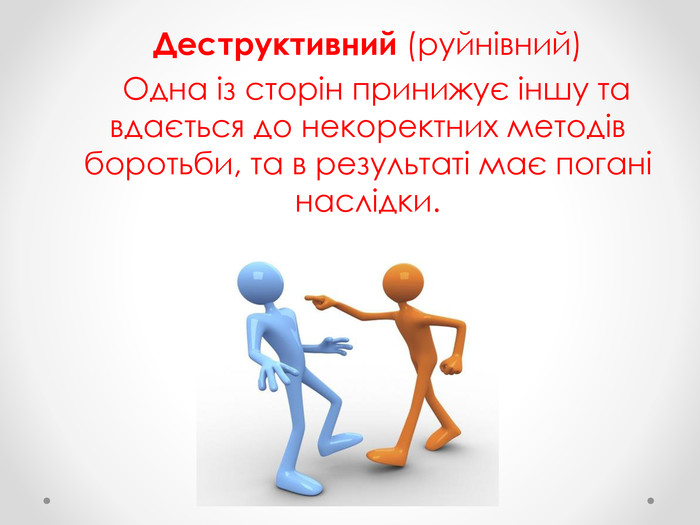 Деструктивний (руйнівний)
Одна із сторін принижує іншу та
вдається до некоректних методів
боротьби, та в результаті має погані
наслідки.